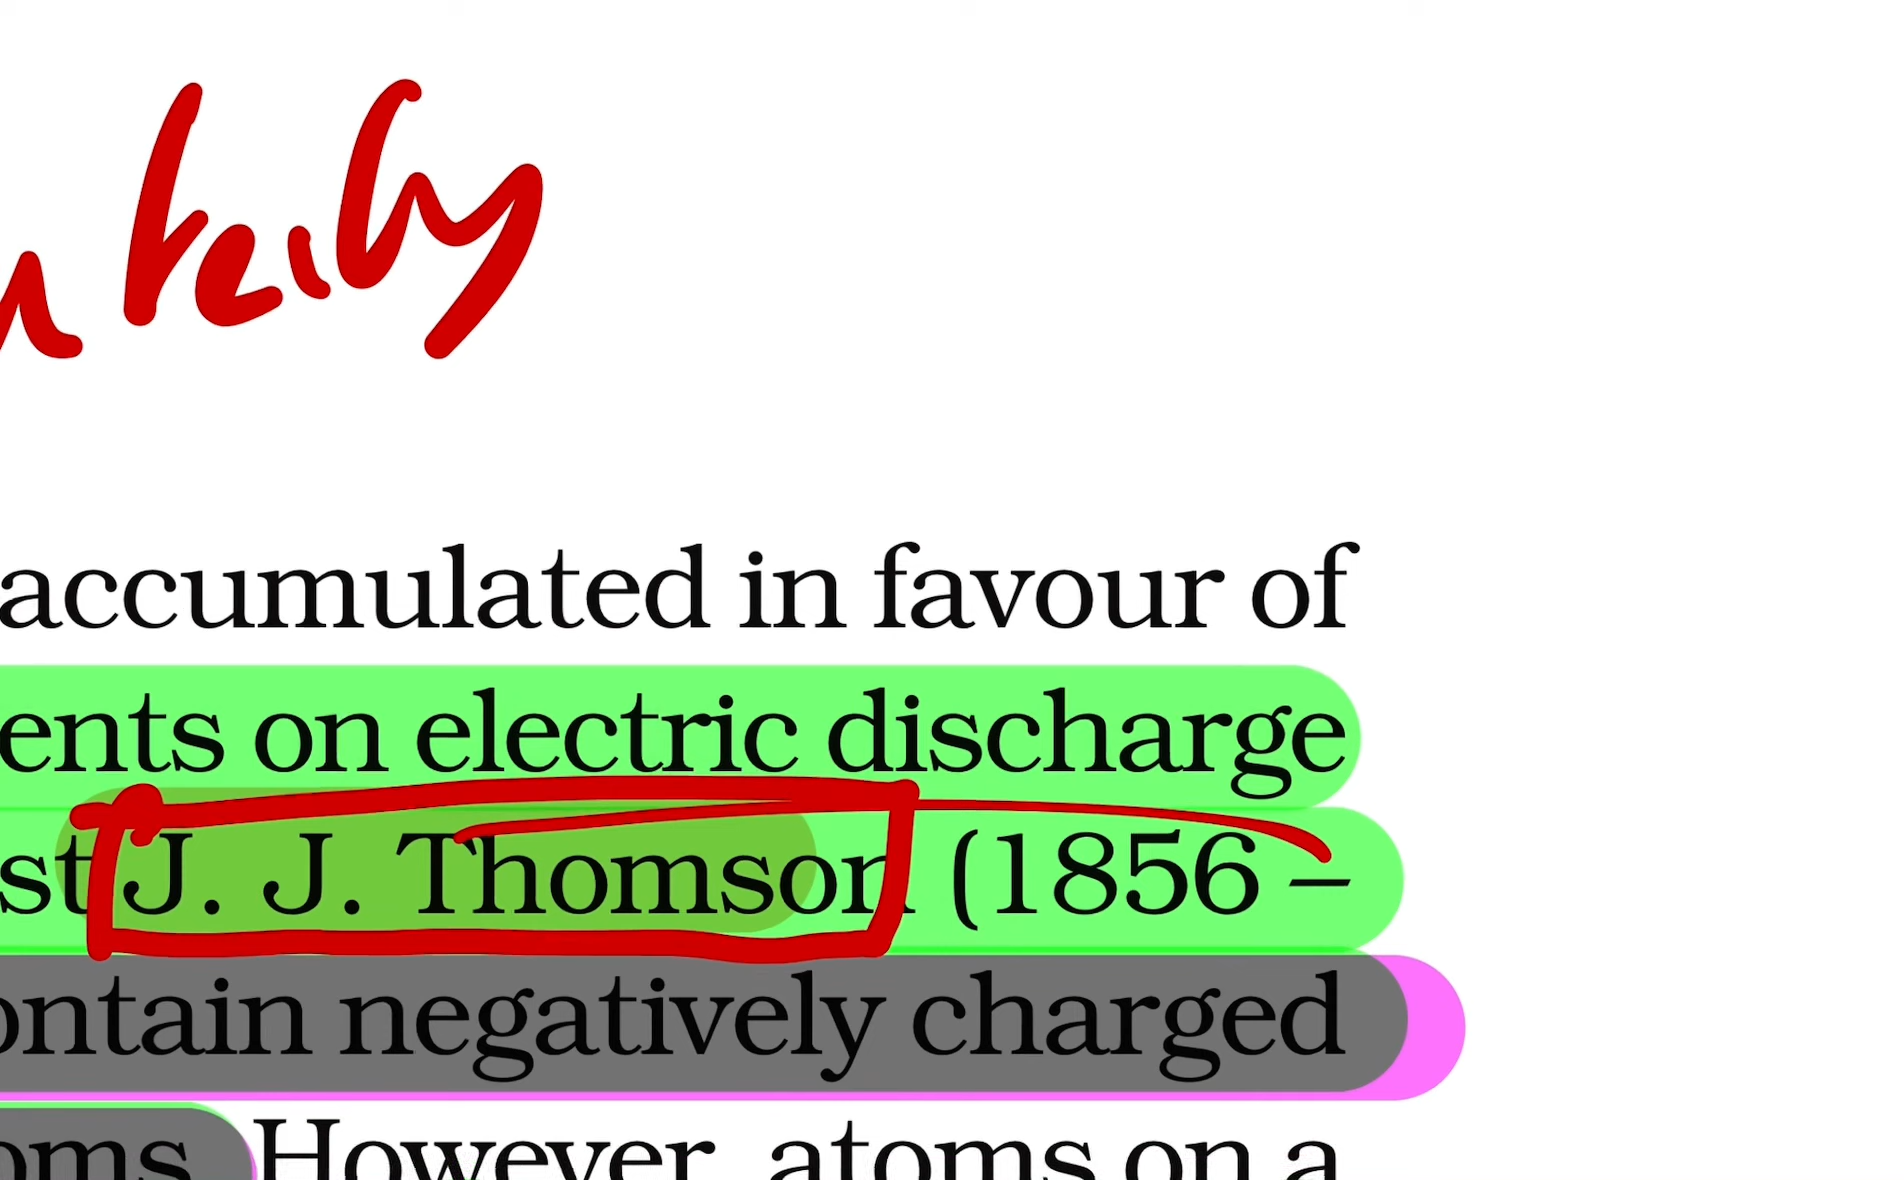 accumulated in favour of
ents on electric discharge
st J. J. Thomson (1856 –
ontain negatively charged
oms. However, atoms on a